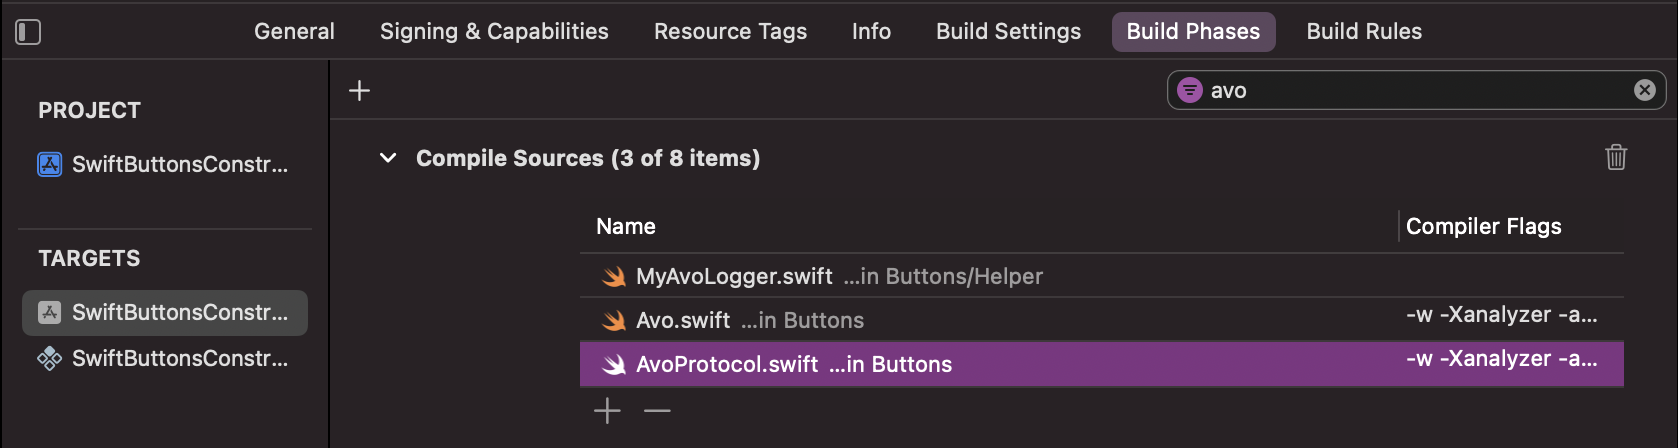 General Signing & Capabilities Resource Tags Info Build Settings Build Phases Build Rules
PROJECT
SwiftButtonsConstr...
TARGETS
SwiftButtonsConstr...
SwiftButtonsConstr...
avo
Compile Sources (3 of 8 items)
Name Compiler Flags
MyAvoLogger.swift ...in Buttons/Helper
Avo.swift ...in Buttons -w -Xanalyzer -a...
AvoProtocol.swift ...in Buttons -w -Xanalyzer -a...